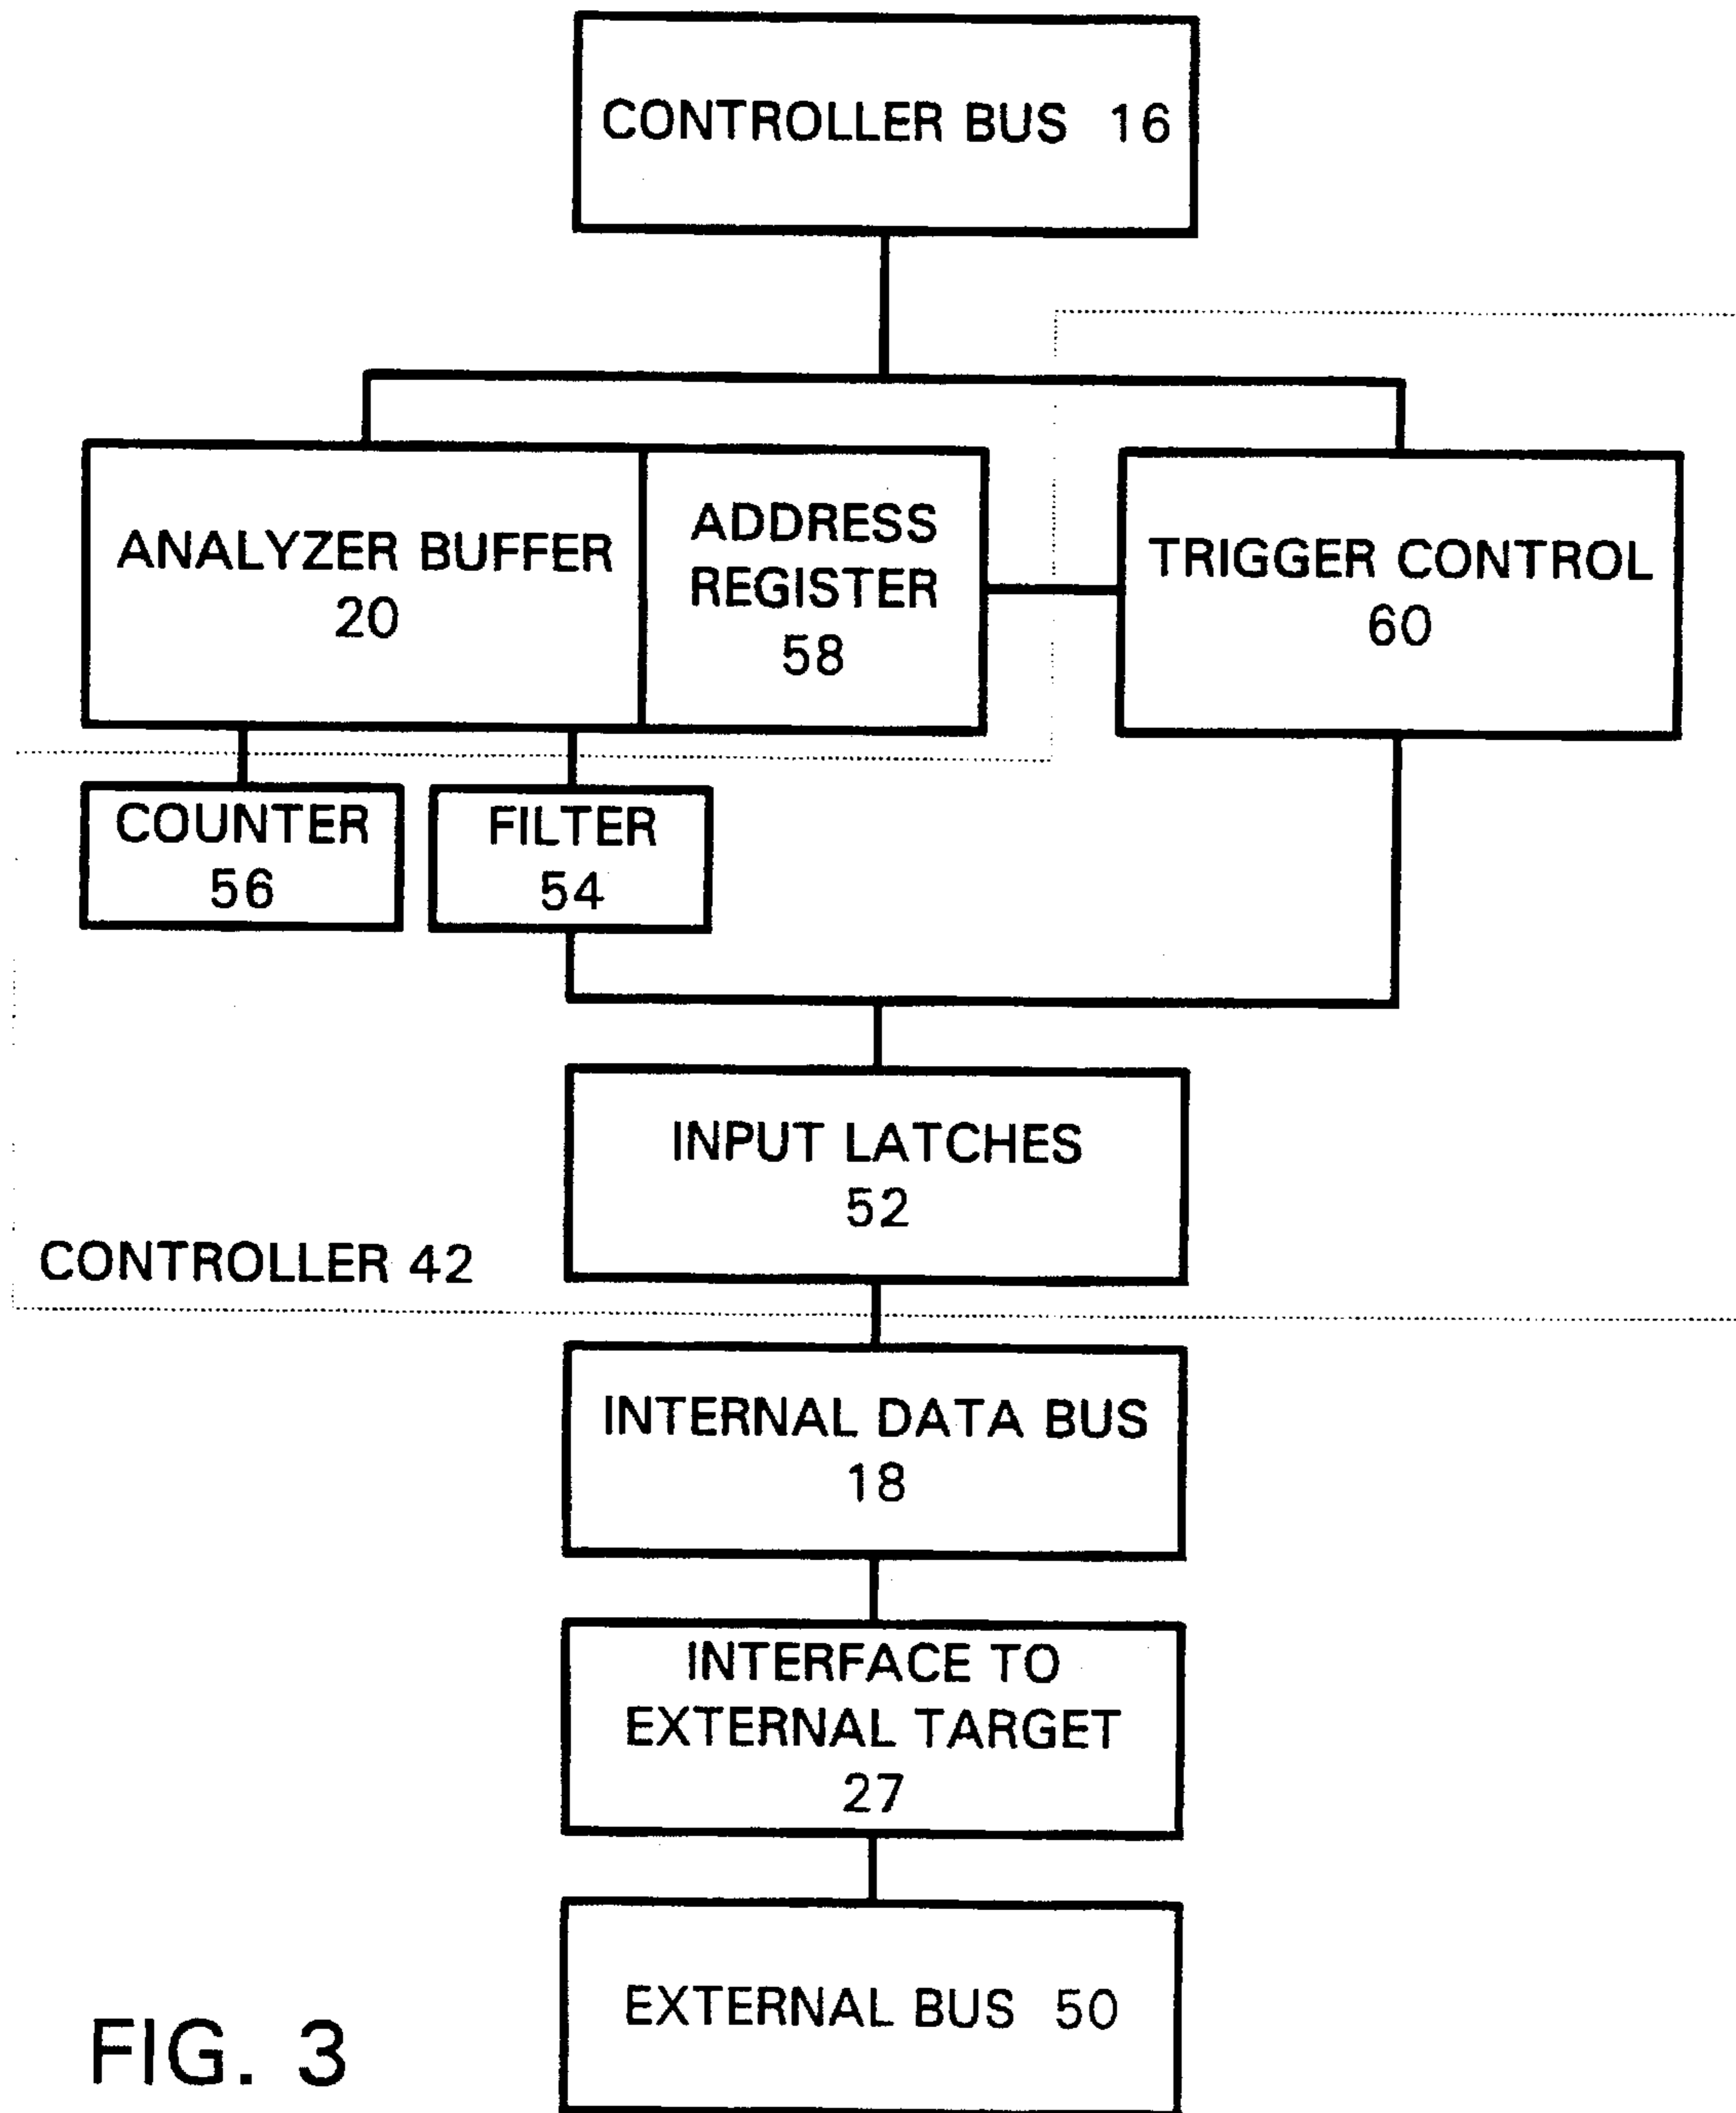 CONTROLLER BUS 16
ANALYZER BUFFER
20
ADDRESS
REGISTER
58
TRIGGER CONTROL
60
COUNTER
56
FILTER
54
INPUT LATCHES
52
CONTROLLER 42
INTERNAL DATA BUS
18
INTERFACE TO
EXTERNAL TARGET
27
EXTERNAL BUS 50
FIG. 3